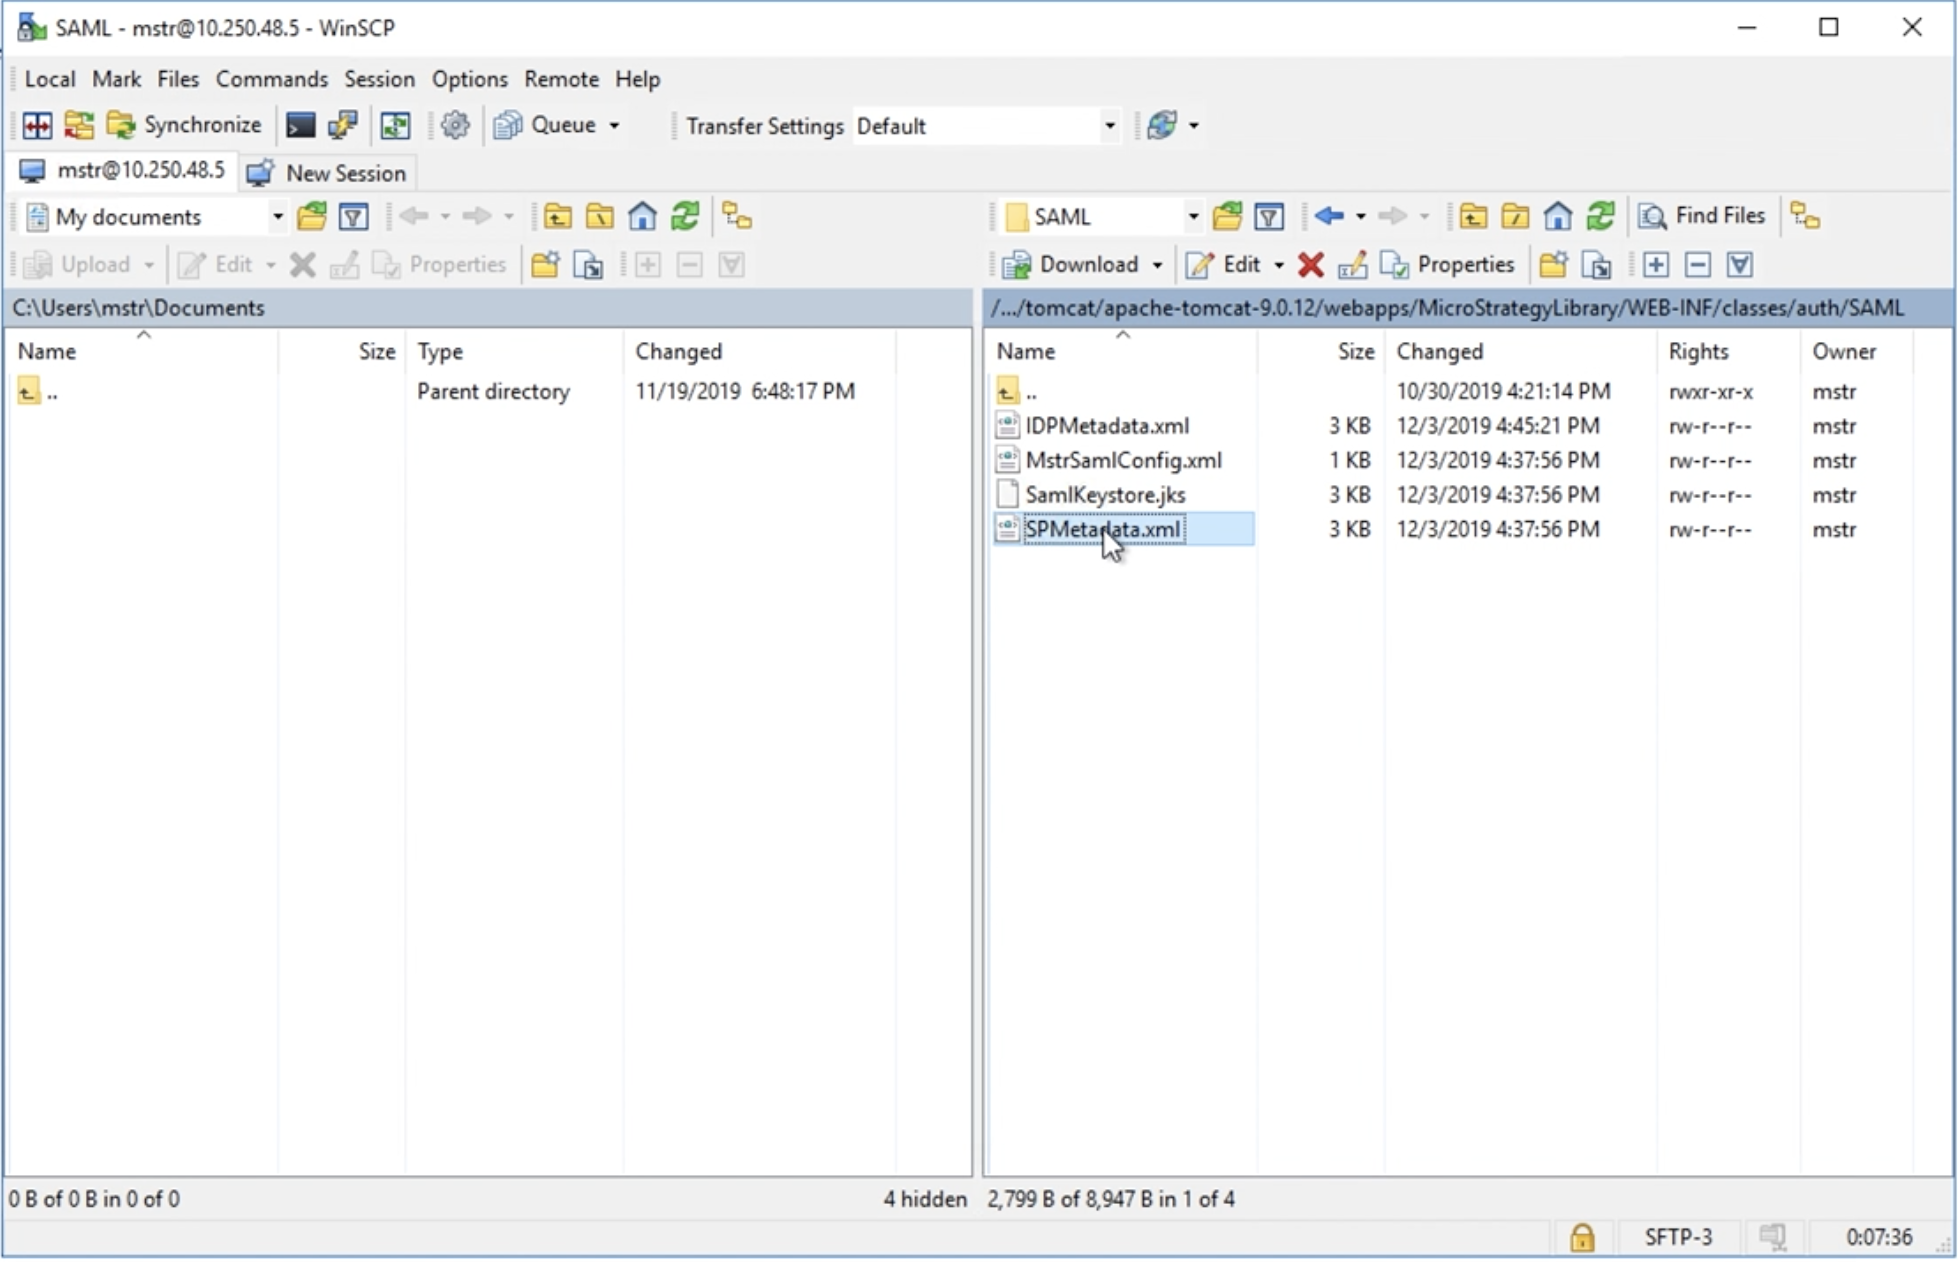 SAML - mstr@10.250.48.5 - WinSCP
Local Mark Files Commands Session Options Remote Help
Synchronize Queue Transfer Settings Default
mstr@10.250.48.5 New Session
My documents
Upload Edit Properties
C:\Users\mstr\Documents
Name Size Type Changed
.. Parent directory 11/19/2019 6:48:17 PM
0 B of 0 B in 0 of 0 4 hidden
SAML Find Files
Download Edit Properties
/.../tomcat/apache-tomcat-9.0.12/webapps/MicroStrategyLibrary/WEB-INF/classes/auth/SAML
Name Size Changed Rights Owner
.. 10/30/2019 4:21:14 PM rwxr-xr-x mstr
IDPMetadata.xml 3 KB 12/3/2019 4:45:21 PM rw-r--r-- mstr
MstrSamlConfig.xml 1 KB 12/3/2019 4:37:56 PM rw-r--r-- mstr
SamlKeystore.jks 3 KB 12/3/2019 4:37:56 PM rw-r--r-- mstr
SPMetadata.xml 3 KB 12/3/2019 4:37:56 PM rw-r--r-- mstr
2,799 B of 8,947 B in 1 of 4
SFTP-3 0:07:36